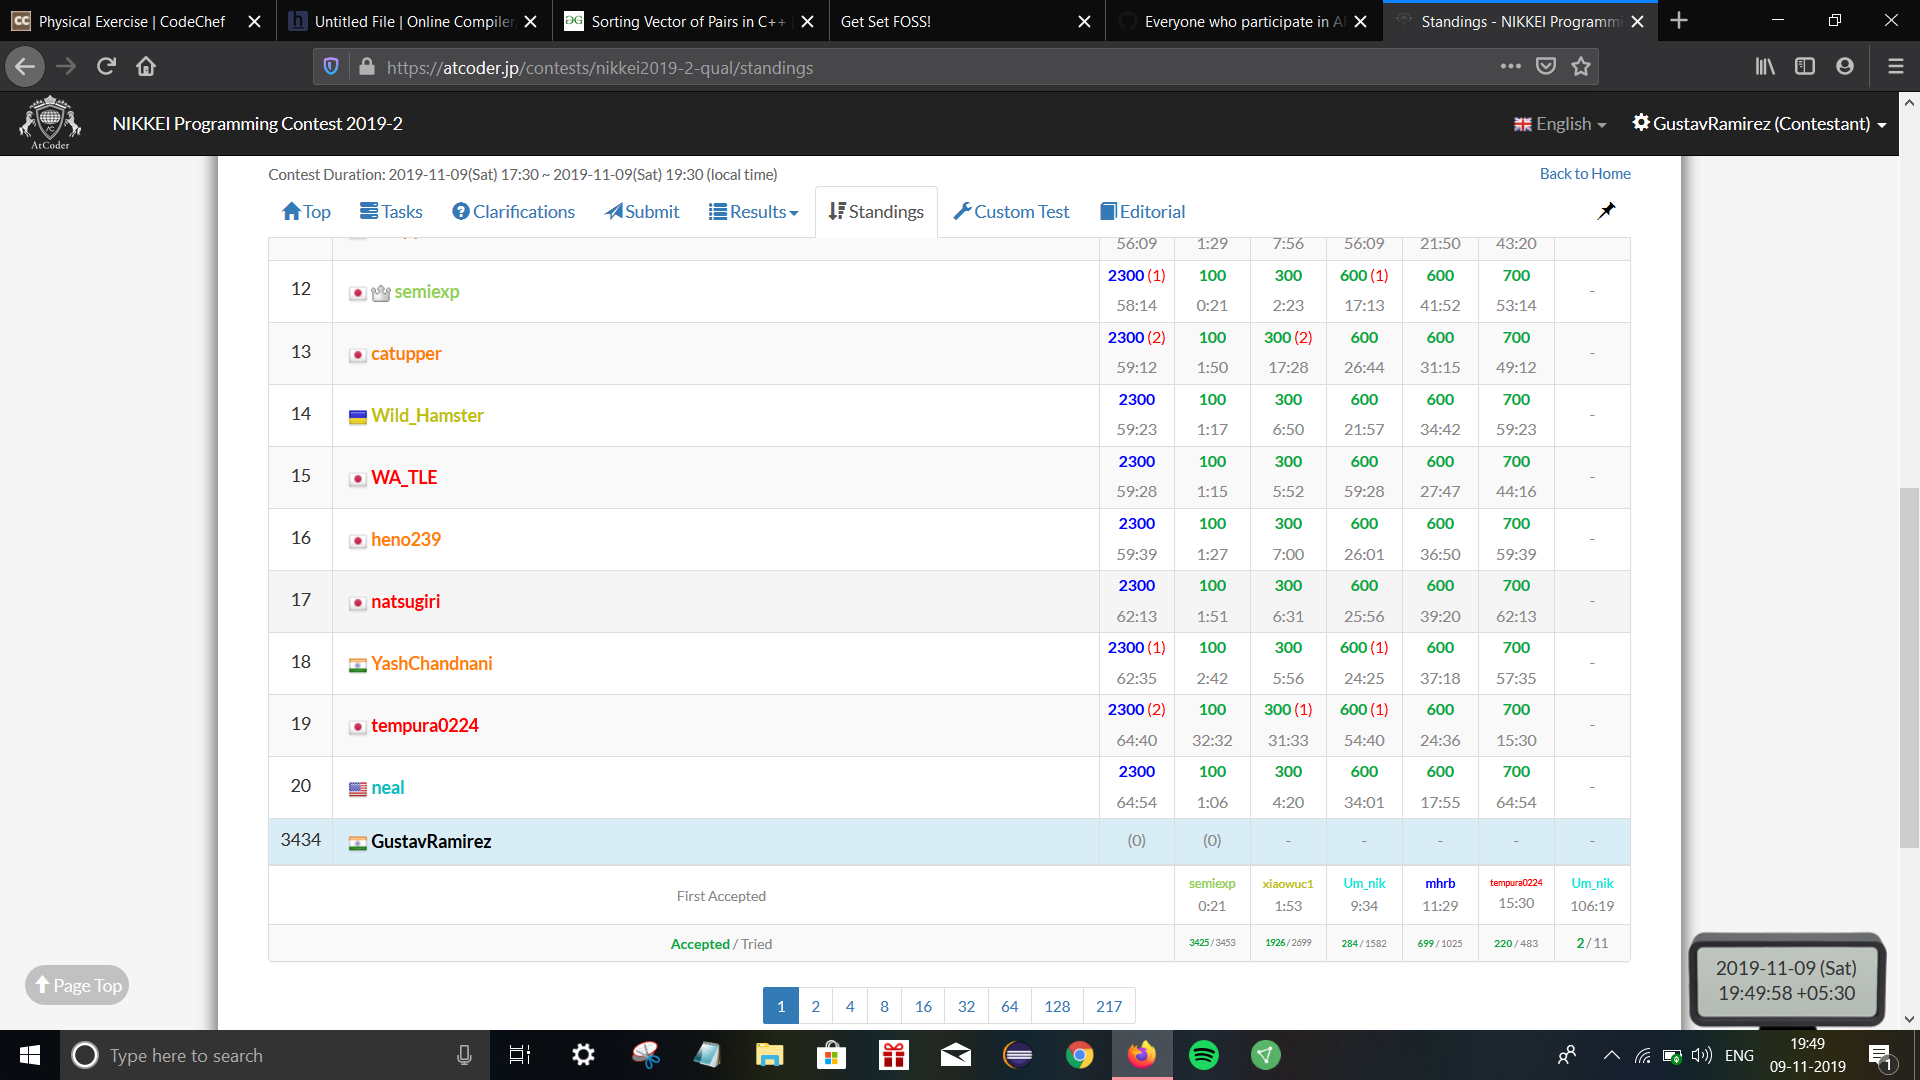 Physical Exercise | CodeChef
Untitled File | Online Compiler,
Sorting Vector of Pairs in C++
Get Set FOSS!
Everyone who participate in A
Standings - NIKKEI Programmi
https://atcoder.jp/contests/nikkei2019-2-qual/standings
AtCoder
NIKKEI Programming Contest 2019-2
English
GustavRamirez (Contestant)
Contest Duration: 2019-11-09(Sat) 17:30 ~ 2019-11-09(Sat) 19:30 (local time)
Back to Home
Top Tasks Clarifications Submit Results Standings Custom Test Editorial
56:09 1:29 7:56 56:09 21:50 43:20
12 semiexp 2300 (1) 100 300 600 (1) 600 700 -
58:14 0:21 2:23 17:13 41:52 53:14
13 catupper 2300 (2) 100 300 (2) 600 600 700 -
59:12 1:50 17:28 26:44 31:15 49:12
14 Wild_Hamster 2300 100 300 600 600 700 -
59:23 1:17 6:50 21:57 34:42 59:23
15 WA_TLE 2300 100 300 600 600 700 -
59:28 1:15 5:52 59:28 27:47 44:16
16 heno239 2300 100 300 600 600 700 -
59:39 1:27 7:00 26:01 36:50 59:39
17 natsugiri 2300 100 300 600 600 700 -
62:13 1:51 6:31 25:56 39:20 62:13
18 YashChandnani 2300 (1) 100 300 600 (1) 600 700 -
62:35 2:42 5:56 24:25 37:18 57:35
19 tempura0224 2300 (2) 100 300 (1) 600 (1) 600 700 -
64:40 32:32 31:33 54:40 24:36 15:30
20 neal 2300 100 300 600 600 700 -
64:54 1:06 4:20 34:01 17:55 64:54
3434 GustavRamirez (0) (0) - - - - -
First Accepted semiexp xiaowuc1 Um_nik mhrb tempura0224 Um_nik
0:21 1:53 9:34 11:29 15:30 106:19
Accepted / Tried 3425 / 3453 1926 / 2699 284 / 1582 699 / 1025 220 / 483 2 / 11
Page Top
1 2 4 8 16 32 64 128 217
2019-11-09 (Sat)
19:49:58 +05:30
Type here to search
ENG
19:49
09-11-2019
1